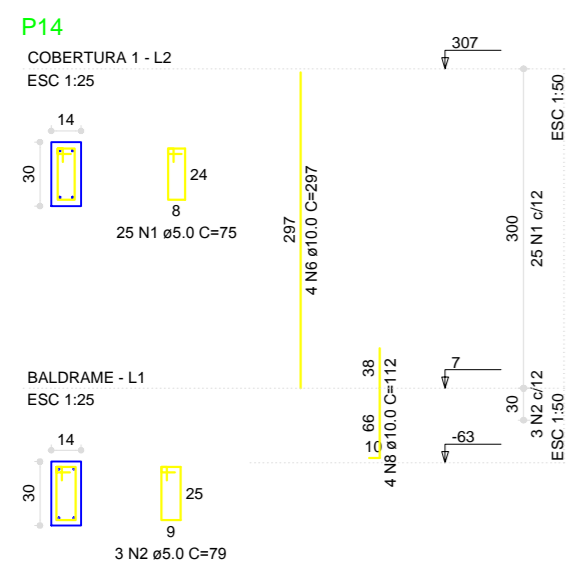 P14
COBERTURA 1 - L2
ESC 1:25
307
ESC 1:50
14
30
24
8
25 N1 ø5.0 C=75
297
4 N6 ø10.0 C=297
300
25 N1 c/12
BALDRAME - L1
ESC 1:25
38
66
10
4 N8 ø10.0 C=112
7
30
3 N2 c/12
ESC 1:50
-63
14
30
25
9
3 N2 ø5.0 C=79